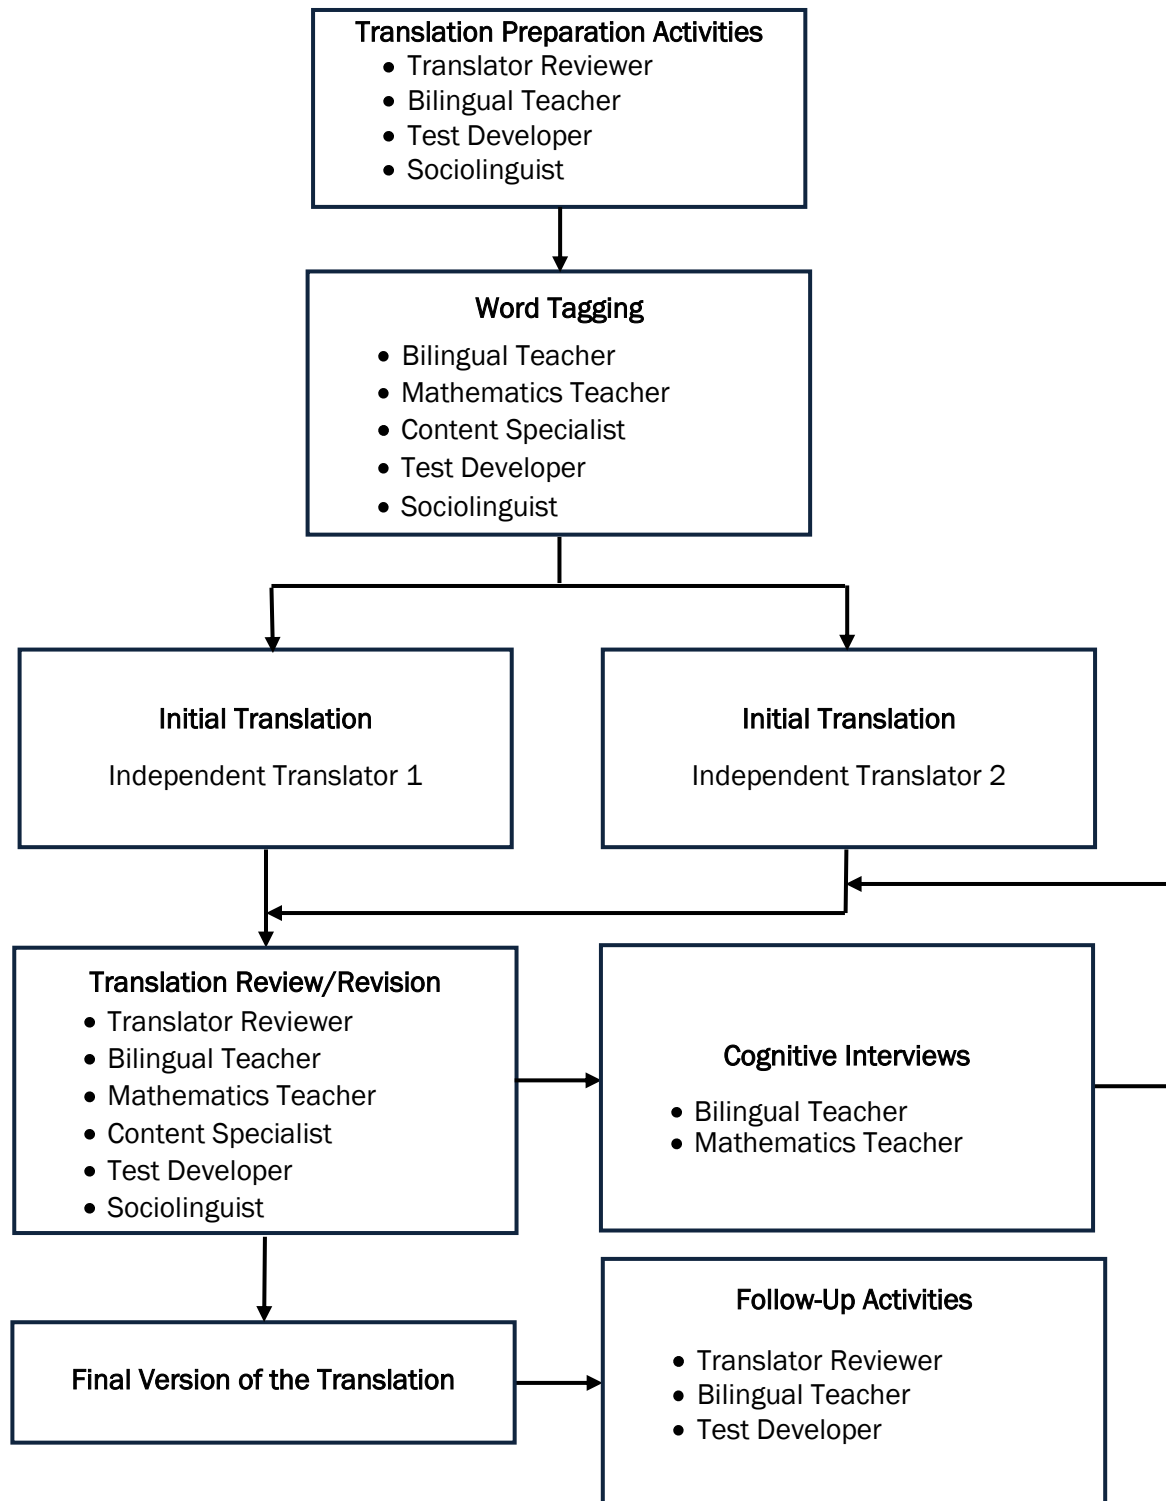 Translation Preparation Activities
• Translator Reviewer
• Bilingual Teacher
• Test Developer
• Sociolinguist
Word Tagging
• Bilingual Teacher
• Mathematics Teacher
• Content Specialist
• Test Developer
• Sociolinguist
Initial Translation
Independent Translator 1
Initial Translation
Independent Translator 2
Translation Review/Revision
• Translator Reviewer
• Bilingual Teacher
• Mathematics Teacher
• Content Specialist
• Test Developer
• Sociolinguist
Cognitive Interviews
• Bilingual Teacher
• Mathematics Teacher
Final Version of the Translation
Follow-Up Activities
• Translator Reviewer
• Bilingual Teacher
• Test Developer